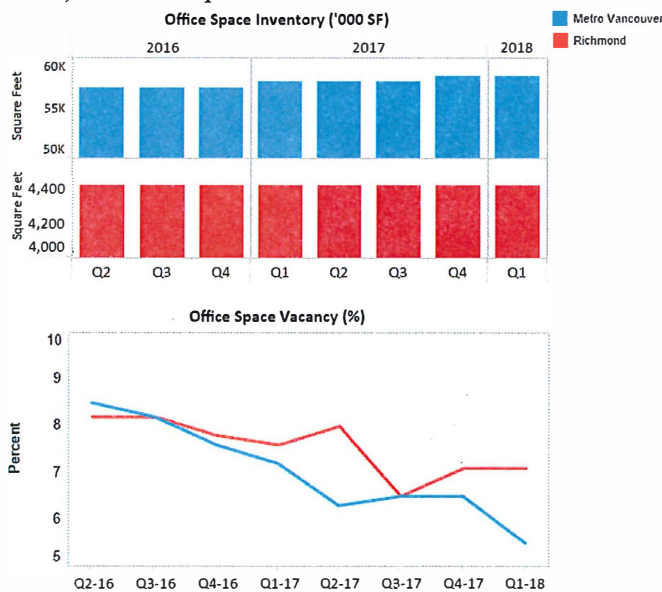 Office Space Inventory ('000 SF)
Metro Vancouver
Richmond
2016 2017 2018
Square Feet
60K
55K
50K
Square Feet
4,400
4,200
4,000
Q2 Q3 Q4 Q1 Q2 Q3 Q4 Q1
Office Space Vacancy (%)
Percent
10
9
8
7
6
5
Q2-16 Q3-16 Q4-16 Q1-17 Q2-17 Q3-17 Q4-17 Q1-18